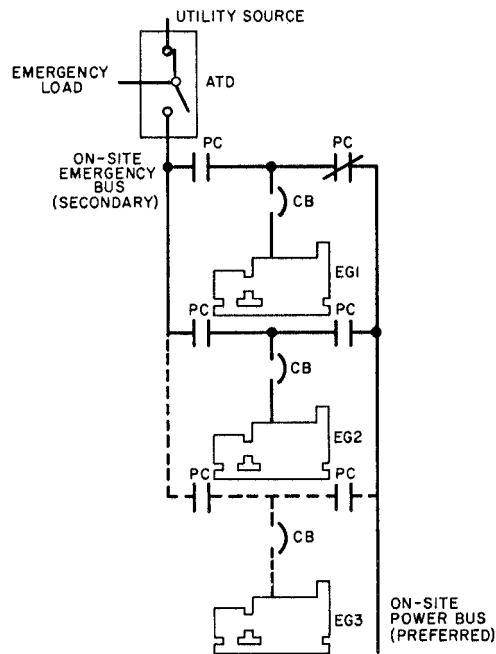 UTILITY SOURCE
EMERGENCY
LOAD
ATD
PC
PC
ON-SITE
EMERGENCY
BUS
(SECONDARY)
CB
EG1
PC
PC
CB
EG2
PC
PC
CB
EG3
ON-SITE
POWER BUS
(PREFERRED)